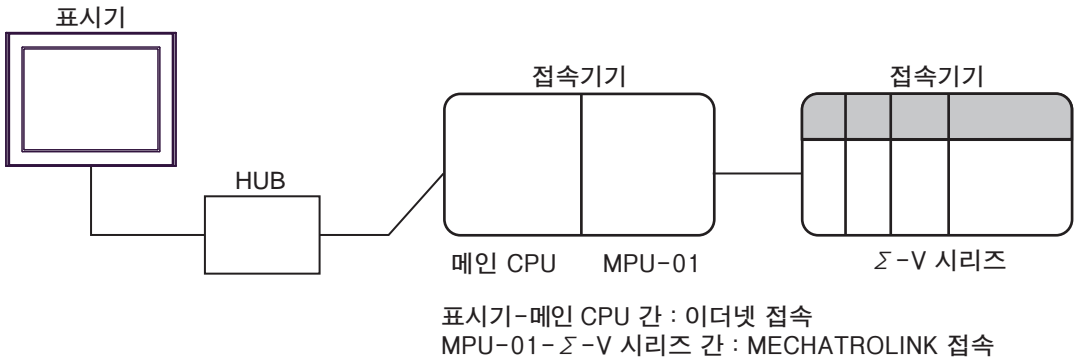 표시기
접속기기
접속기기
HUB
메인 CPU
MPU-01
Σ-V 시리즈
표시기-메인 CPU 간 : 이더넷 접속
MPU-01-Σ-V 시리즈 간 : MECHATROLINK 접속